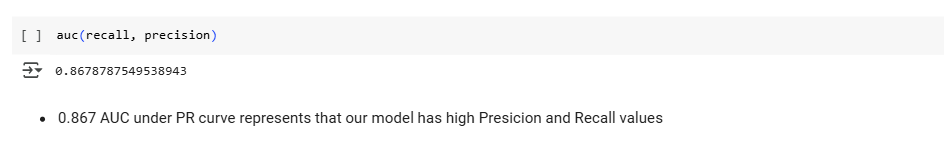 [ ] auc(recall, precision)
0.8678787549538943
• 0.867 AUC under PR curve represents that our model has high Presicion and Recall values